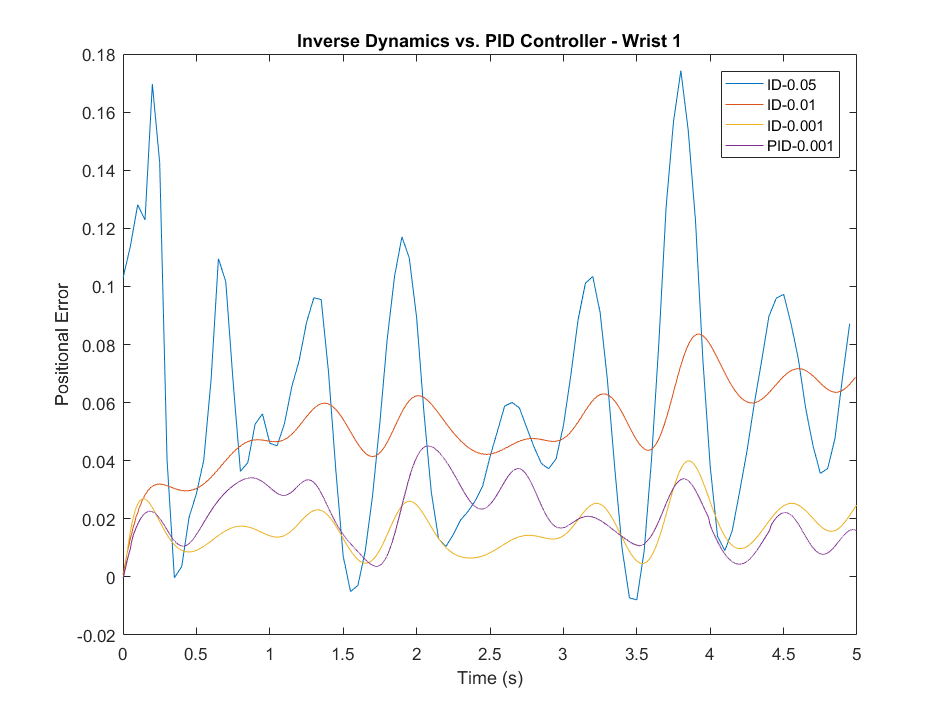 Inverse Dynamics vs. PID Controller - Wrist 1
0.18
0.16
0.14
0.12
0.1
0.08
0.06
0.04
0.02
0
-0.02
Positional Error
ID-0.05
ID-0.01
ID-0.001
PID-0.001
0 0.5 1 1.5 2 2.5 3 3.5 4 4.5 5
Time (s)